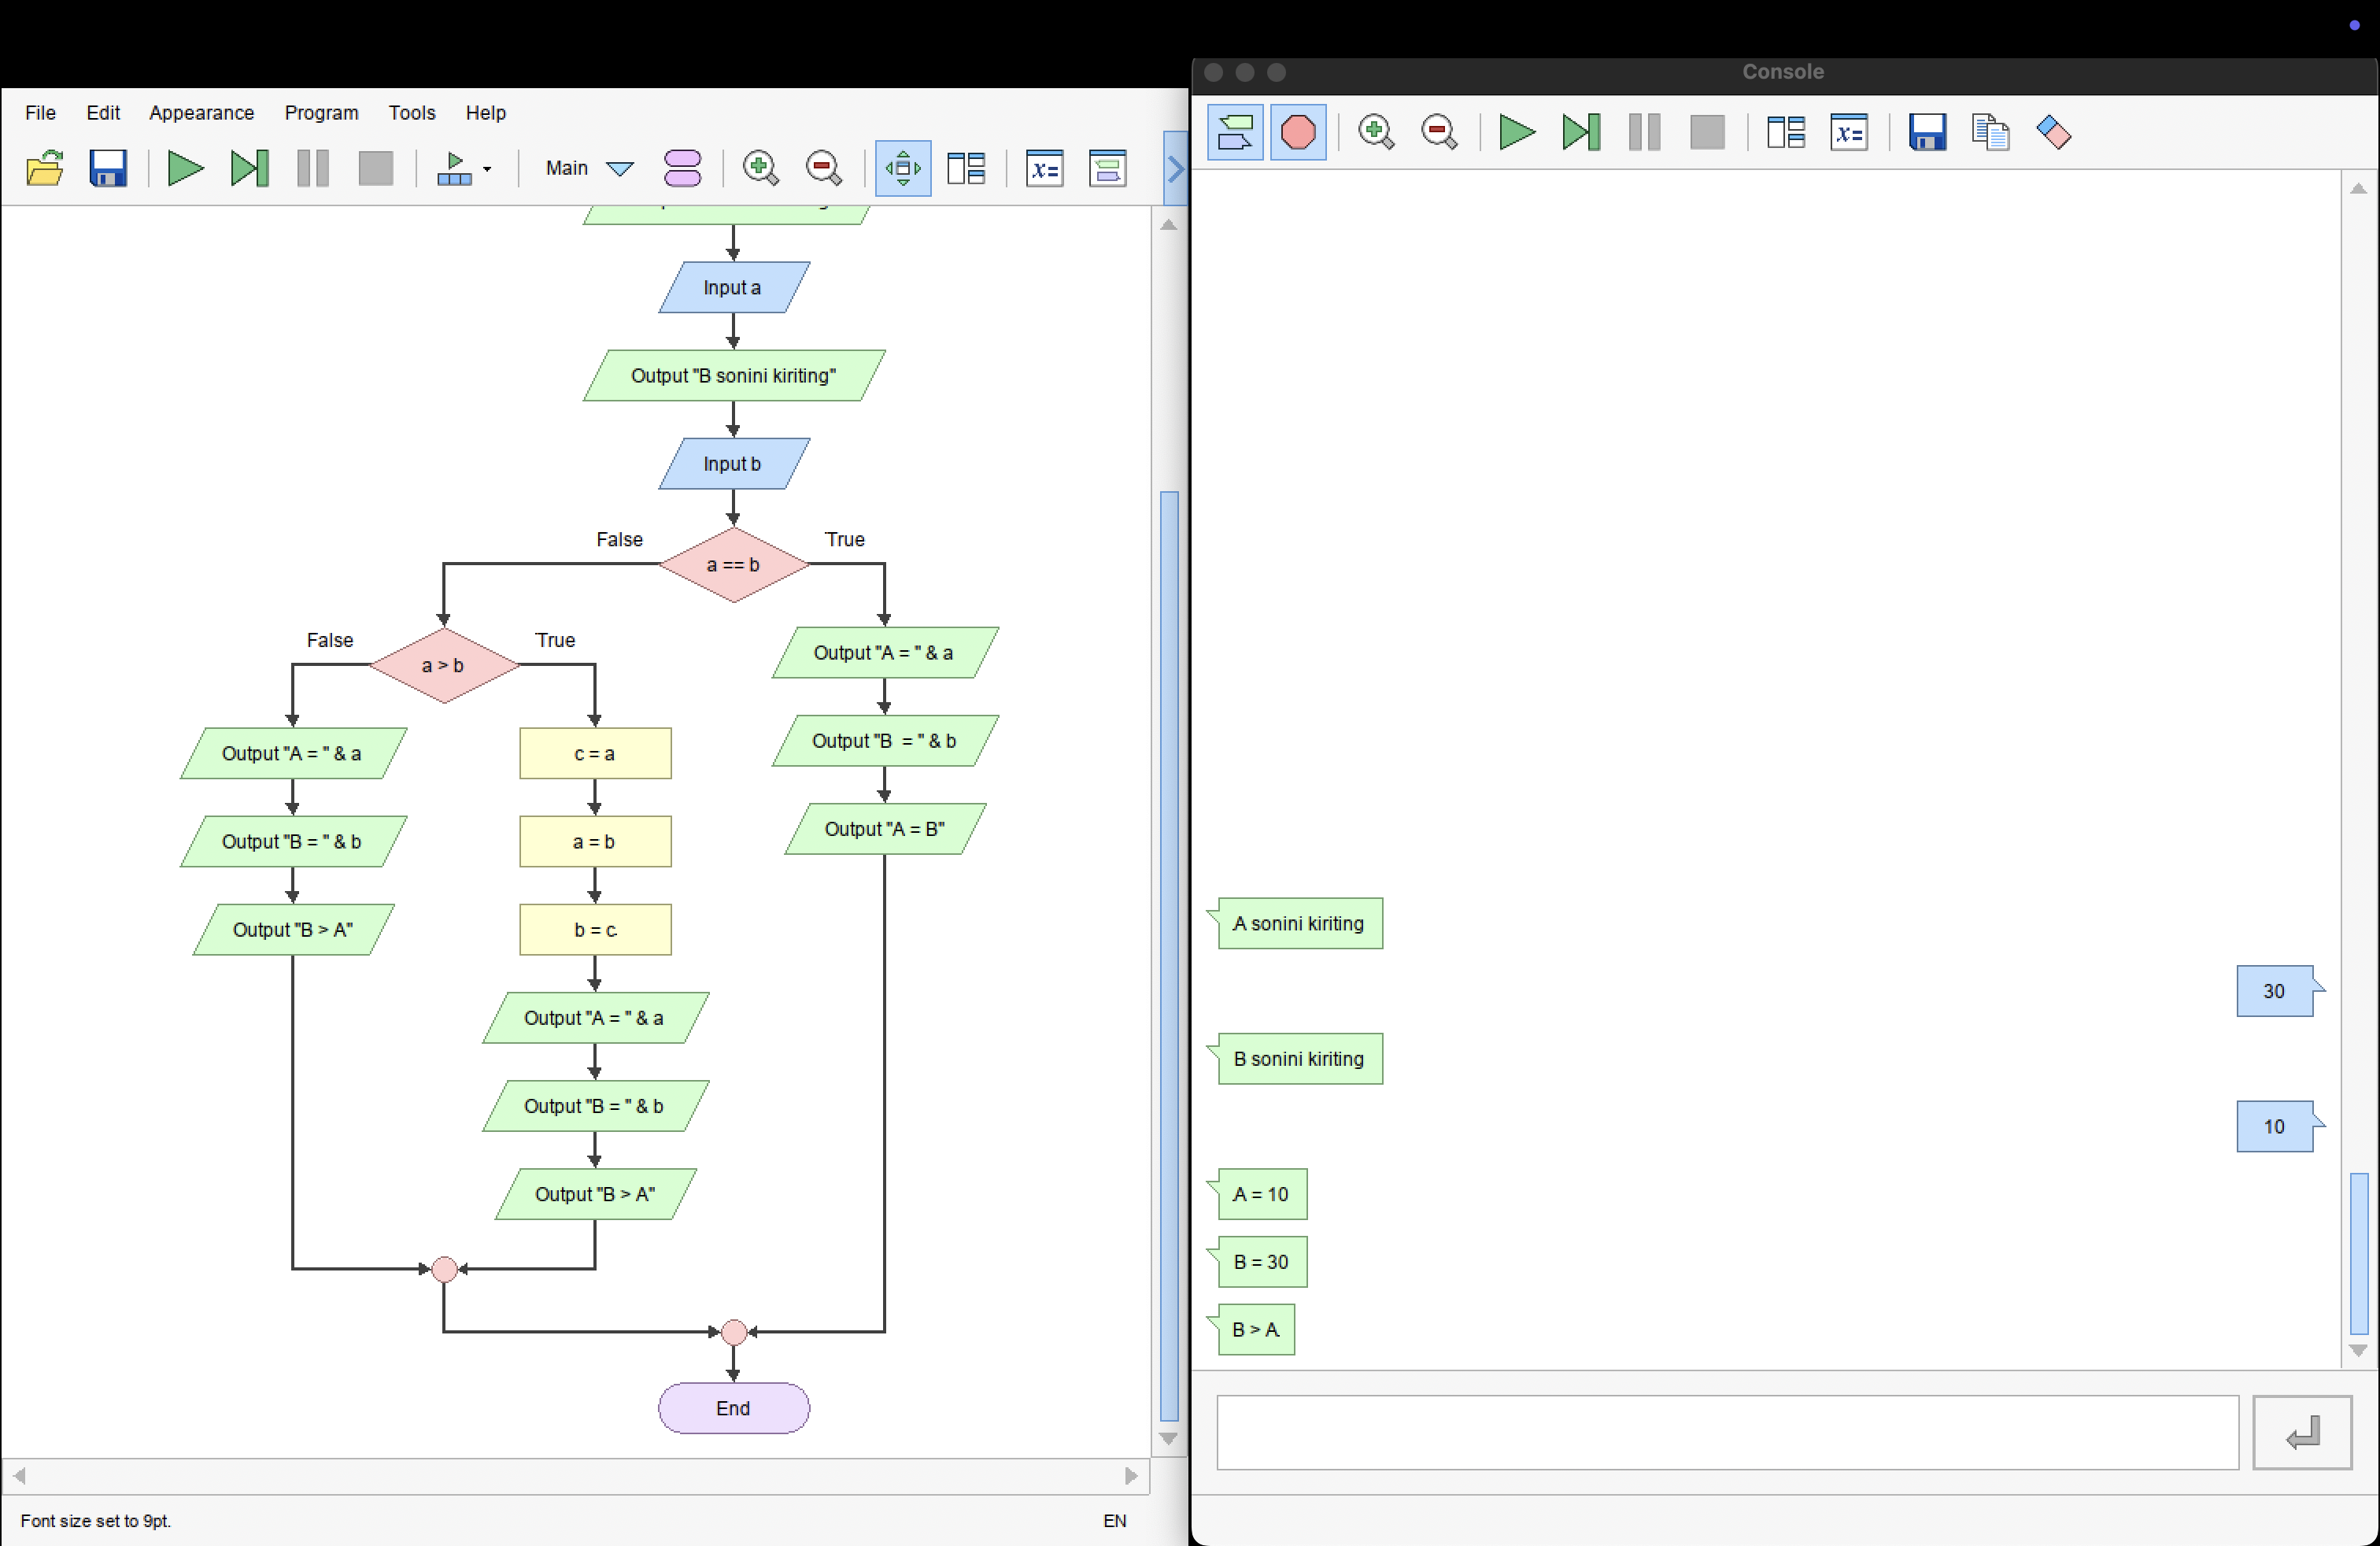 File Edit Appearance Program Tools Help
Main
x=
Input a
Output "B sonini kiriting"
Input b
False
True
a == b
False
True
a > b
Output "A = " & a
Output "B = " & b
Output "B > A"
c = a
a = b
b = c
Output "A = " & a
Output "B = " & b
Output "B > A"
Output "A = " & a
Output "B  = " & b
Output "A = B"
End
Font size set to 9pt.
EN
Console
x=
A sonini kiriting
30
B sonini kiriting
10
A = 10
B = 30
B > A